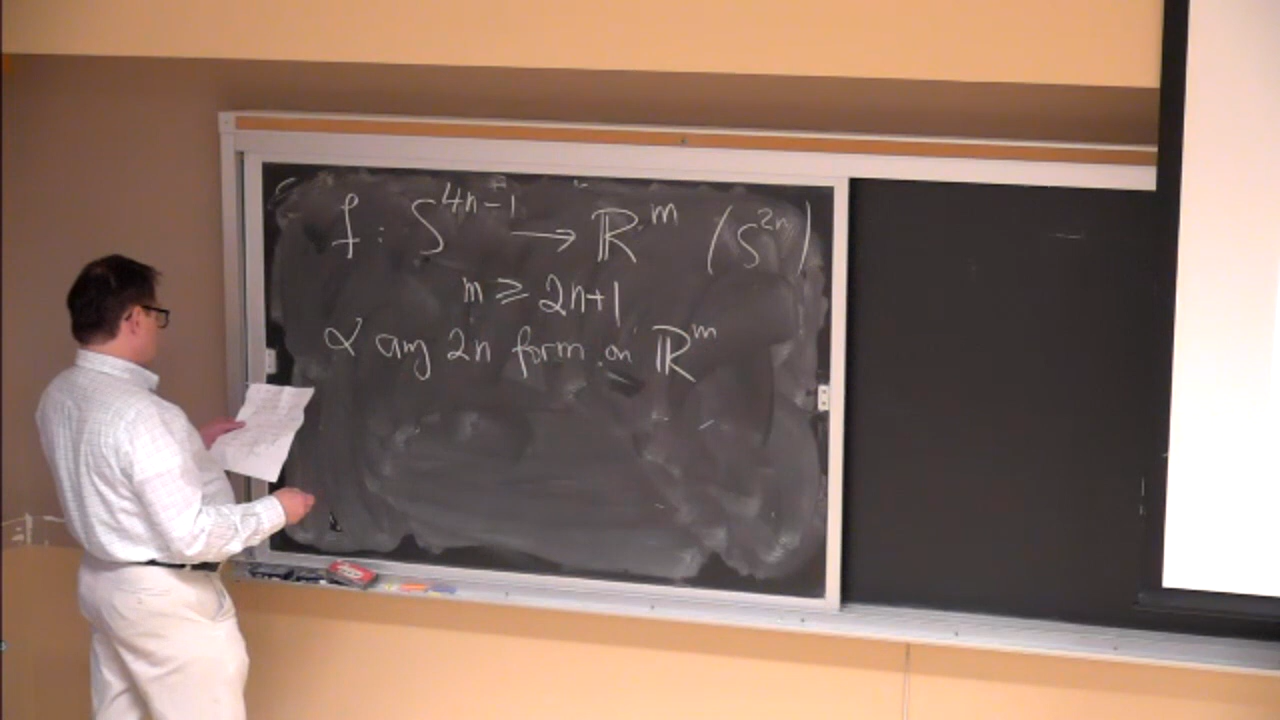 f : S^{4n-1} → ℝ^m (S^{2n})
m ⩾ 2n+1
α any 2n form on ℝ^m